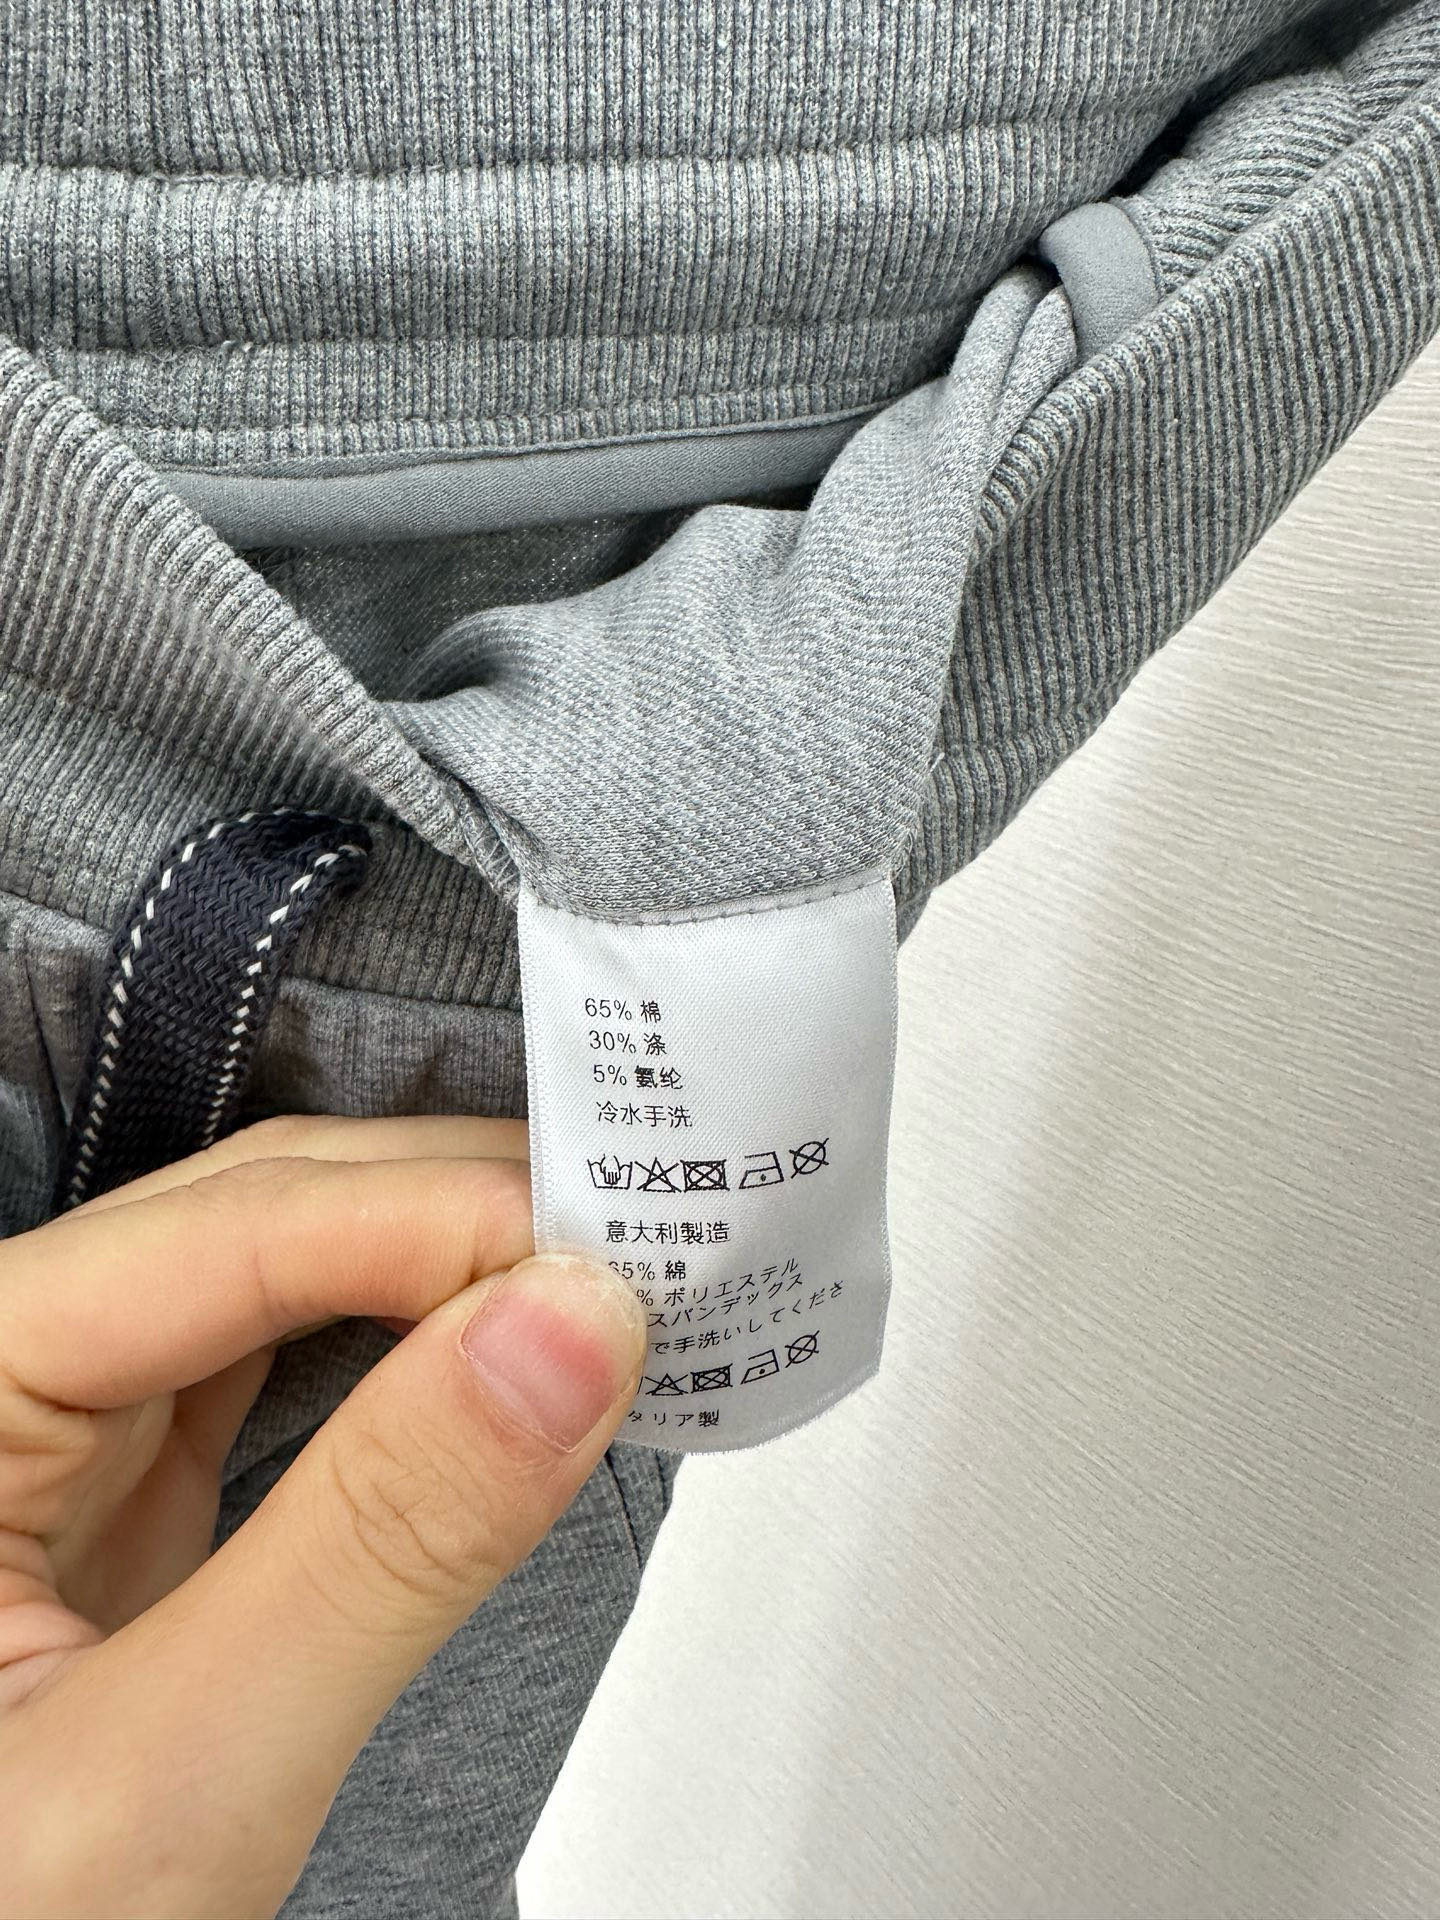 65% 棉
30% 涤
5% 氨纶
冷水手洗
意大利製造
65% 綿
% ポリエステル
スパンデックス
で手洗いしてくださ
タリア製